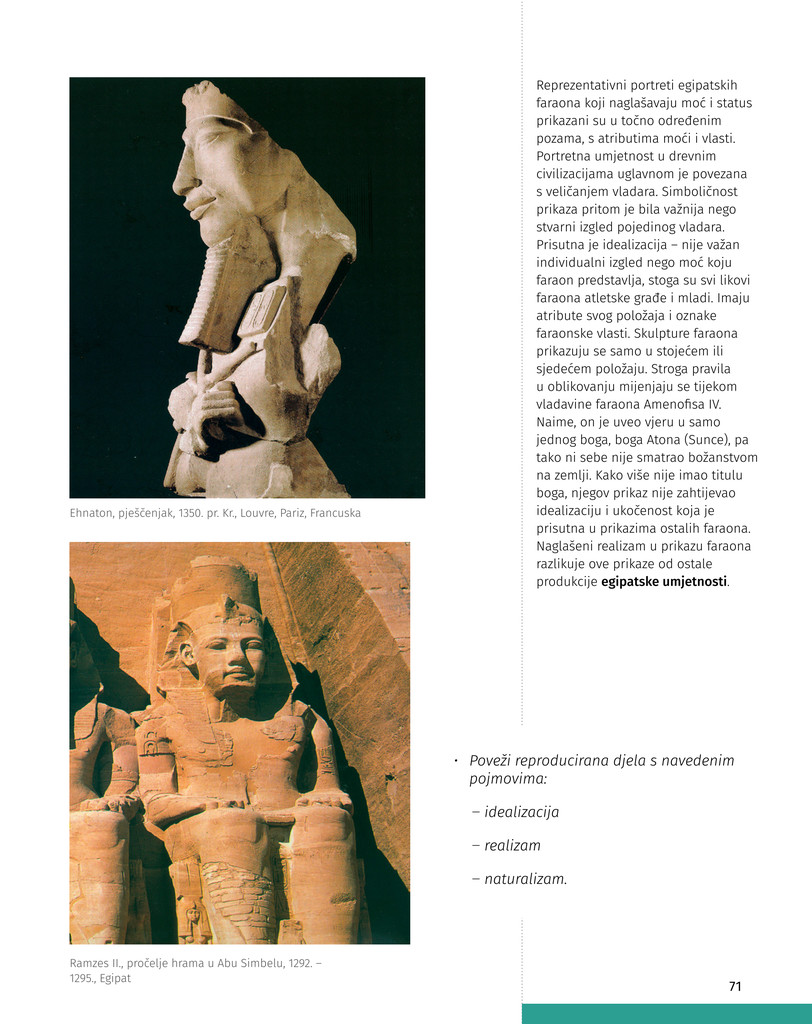 Reprezentativni portreti egipatskih
faraona koji naglašavaju moć i status
prikazani su u točno određenim
pozama, s atributima moći i vlasti.
Portretna umjetnost u drevnim
civilizacijama uglavnom je povezana
s veličanjem vladara. Simboličnost
prikaza pritom je bila važnija nego
stvarni izgled pojedinog vladara.
Prisutna je idealizacija – nije važan
individualni izgled nego moć koju
faraon predstavlja, stoga su svi likovi
faraona atletske građe i mladi. Imaju
atribute svog položaja i oznake
faraonske vlasti. Skulpture faraona
prikazuju se samo u stojećem ili
sjedećem položaju. Stroga pravila
u oblikovanju mijenjaju se tijekom
vladavine faraona Amenofisa IV.
Naime, on je uveo vjeru u samo
jednog boga, boga Atona (Sunce), pa
tako ni sebe nije smatrao božanstvom
na zemlji. Kako više nije imao titulu
boga, njegov prikaz nije zahtijevao
idealizaciju i ukočenost koja je
prisutna u prikazima ostalih faraona.
Naglašeni realizam u prikazu faraona
razlikuje ove prikaze od ostale
produkcije egipatske umjetnosti.
Ehnaton, pješčenjak, 1350. pr. Kr., Louvre, Pariz, Francuska
• Poveži reproducirana djela s navedenim
pojmovima:
– idealizacija
– realizam
– naturalizam.
Ramzes II., pročelje hrama u Abu Simbelu, 1292. –
1295., Egipat
71